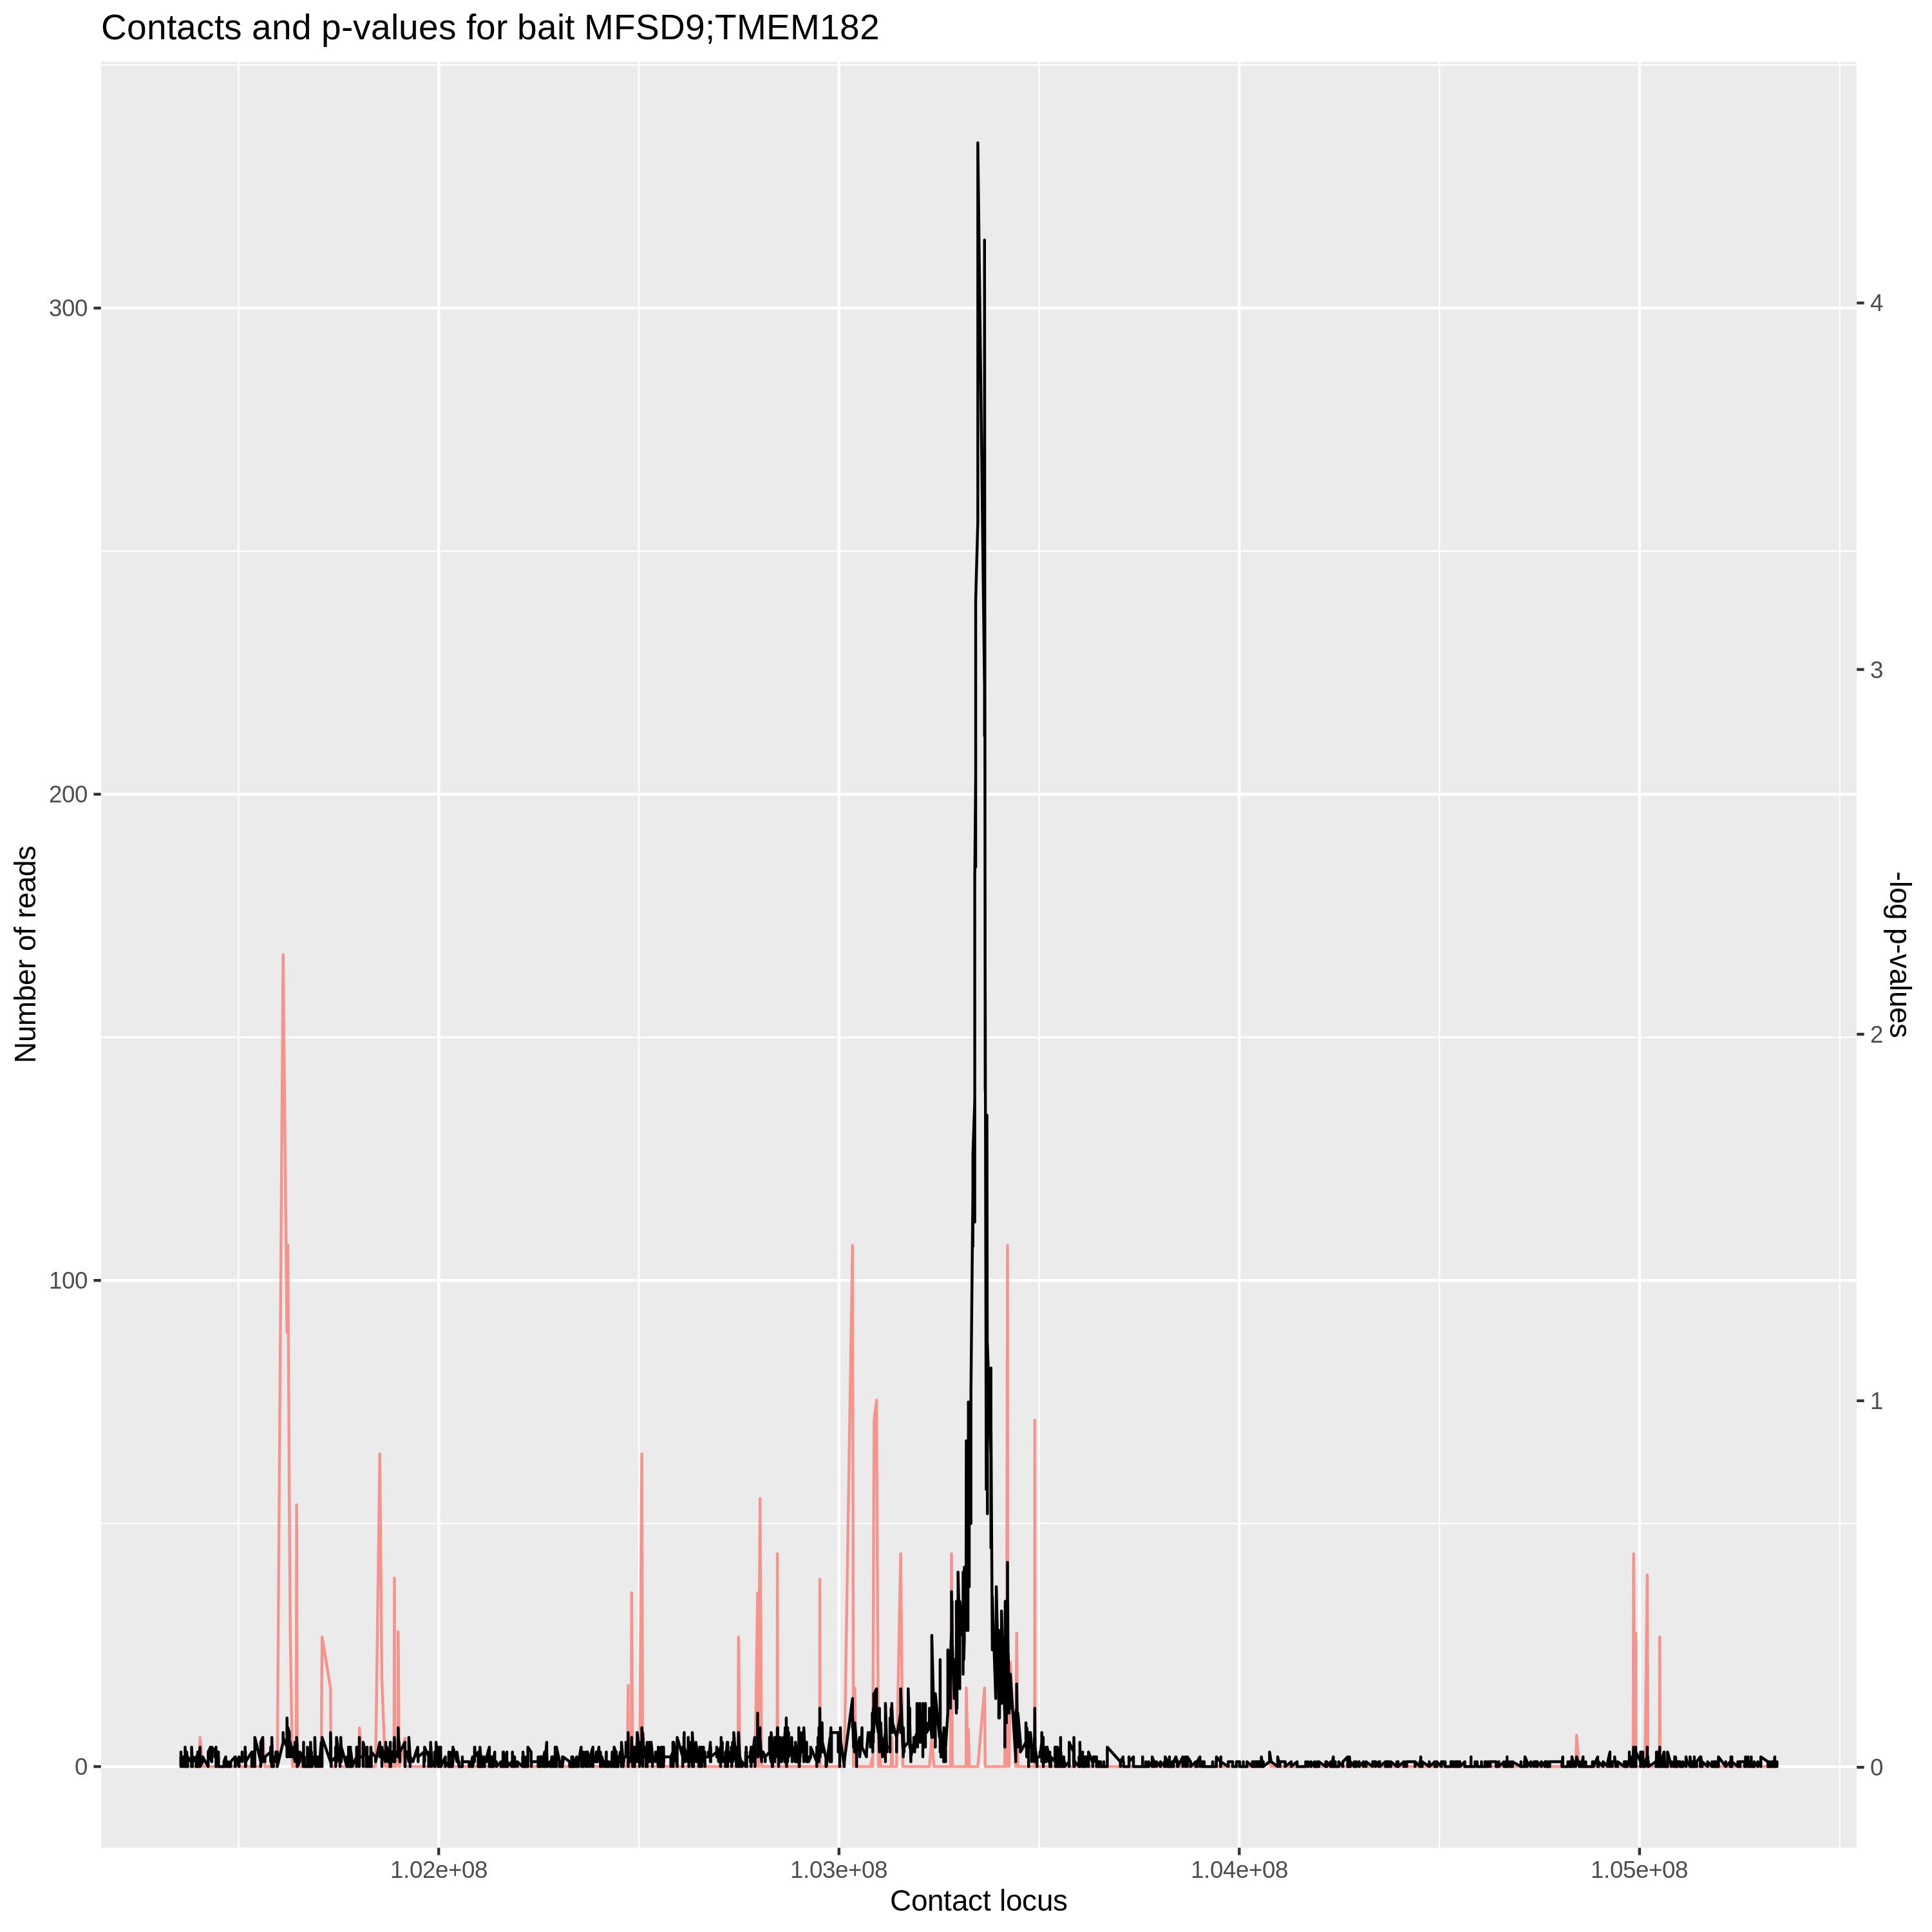 Contacts and p-values for bait MFSD9;TMEM182
Number of reads
300
200
100
0
4
3
2
1
0
-log p-values
1.02e+08
1.03e+08
1.04e+08
1.05e+08
Contact locus